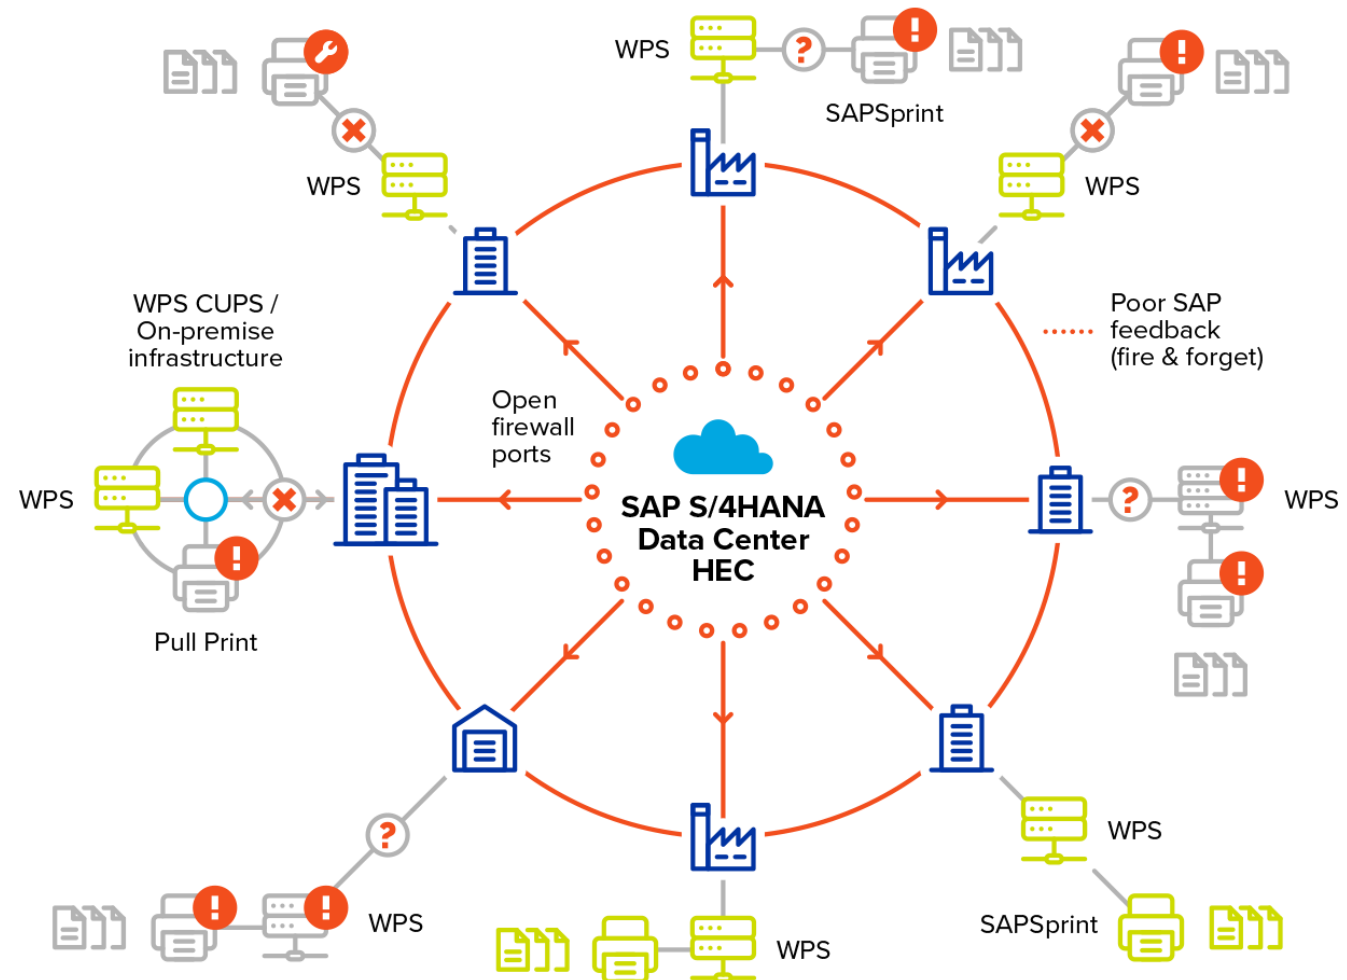 WPS
SAPSprint
WPS
WPS
WPS CUPS /
On-premise
infrastructure
Poor SAP
feedback
(fire & forget)
Open
firewall
ports
WPS
SAP S/4HANA
Data Center
HEC
WPS
Pull Print
WPS
SAPSprint
WPS
WPS